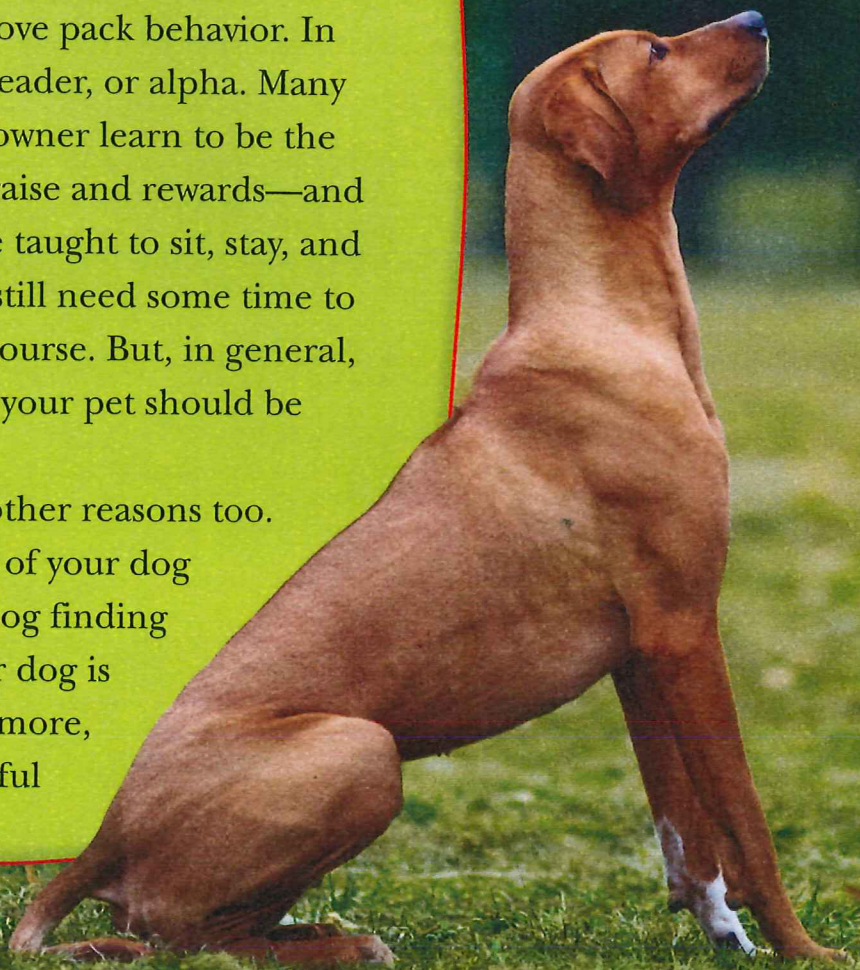 ove pack behavior. In
eader, or alpha. Many
owner learn to be the
raise and rewards—and
e taught to sit, stay, and
still need some time to
ourse. But, in general,
your pet should be
other reasons too.
of your dog
og finding
r dog is
more,
ful